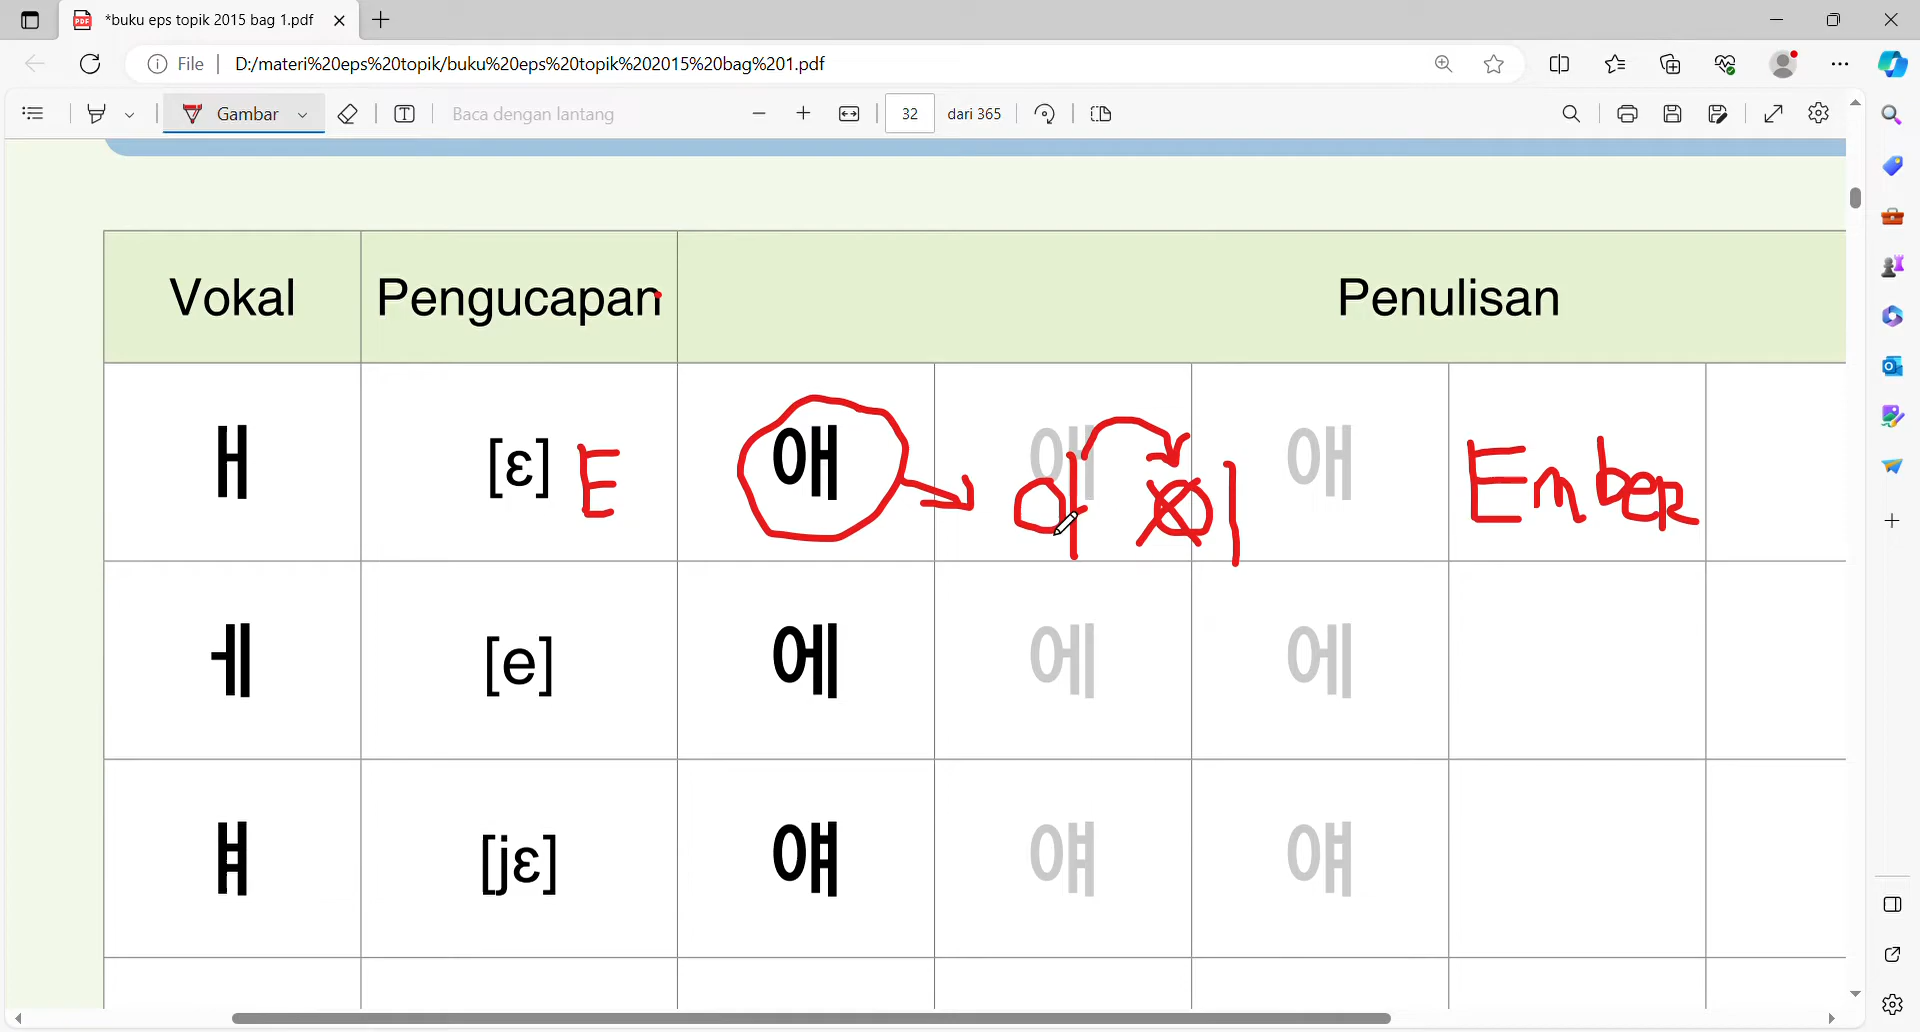 *buku eps topik 2015 bag 1.pdf
File D:/materi%20eps%20topik/buku%20eps%20topik%202015%20bag%201.pdf
Gambar Baca dengan lantang 32 dari 365
Vokal Pengucapan Penulisan
ㅐ [ɛ] E 애 애 애 Ember
아 이
ㅔ [e] 에 에 에
ㅒ [jɛ] 얘 얘 얘